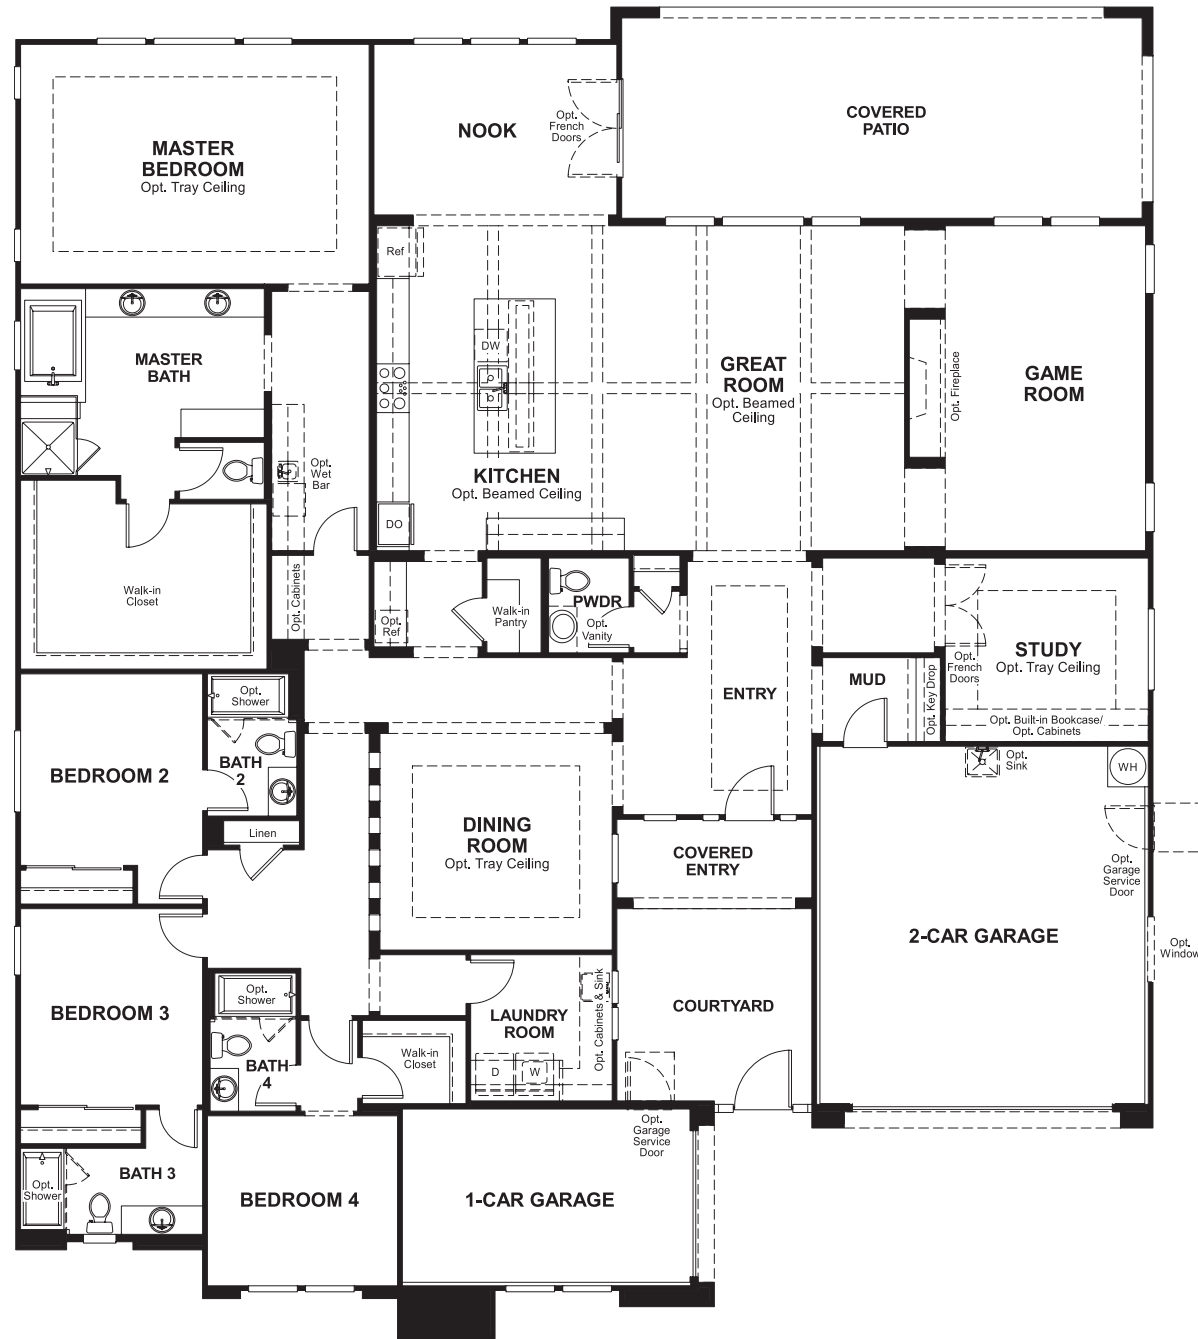 COVERED
PATIO
NOOK
Opt.
French
Doors
MASTER
BEDROOM
Opt. Tray Ceiling
Ref
MASTER
BATH
DW
GREAT
ROOM
Opt. Beamed
Ceiling
Opt. Fireplace
GAME
ROOM
Opt.
Wet
Bar
KITCHEN
Opt. Beamed Ceiling
DO
Walk-in
Closet
Opt. Cabinets
Opt.
Ref
Walk-in
Pantry
PWDR
Opt.
Vanity
STUDY
Opt. Tray Ceiling
Opt.
French
Doors
MUD
Opt. Key Drop
Opt. Built-in Bookcase/
Opt. Cabinets
ENTRY
Opt.
Shower
BATH
2
BEDROOM 2
Linen
Opt.
Sink
WH
DINING
ROOM
Opt. Tray Ceiling
COVERED
ENTRY
Opt.
Garage
Service
Door
2-CAR GARAGE
Opt.
Window
BEDROOM 3
Opt.
Shower
BATH
4
Walk-in
Closet
LAUNDRY
ROOM
Opt. Cabinets & Sink
D
W
COURTYARD
Opt.
Garage
Service
Door
BATH 3
Opt.
Shower
BEDROOM 4
1-CAR GARAGE